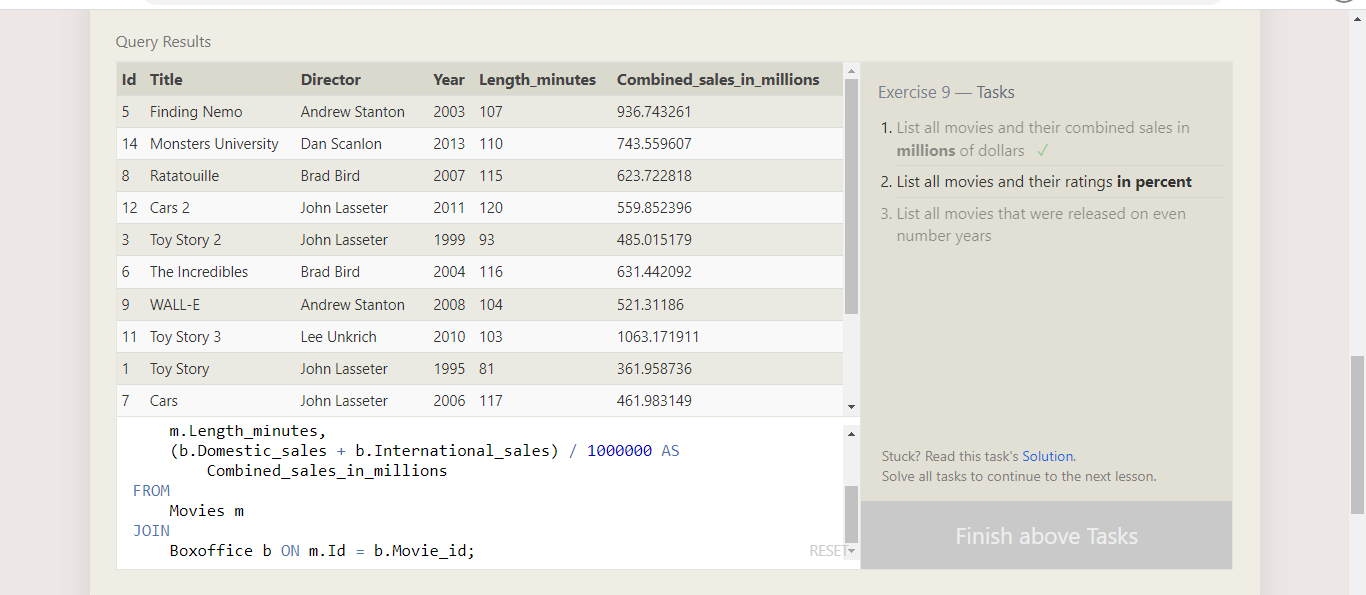 Query Results
Id Title Director Year Length_minutes Combined_sales_in_millions
5 Finding Nemo Andrew Stanton 2003 107 936.743261
14 Monsters University Dan Scanlon 2013 110 743.559607
8 Ratatouille Brad Bird 2007 115 623.722818
12 Cars 2 John Lasseter 2011 120 559.852396
3 Toy Story 2 John Lasseter 1999 93 485.015179
6 The Incredibles Brad Bird 2004 116 631.442092
9 WALL-E Andrew Stanton 2008 104 521.31186
11 Toy Story 3 Lee Unkrich 2010 103 1063.171911
1 Toy Story John Lasseter 1995 81 361.958736
7 Cars John Lasseter 2006 117 461.983149
m.Length_minutes,
(b.Domestic_sales + b.International_sales) / 1000000 AS
Combined_sales_in_millions
FROM
Movies m
JOIN
Boxoffice b ON m.Id = b.Movie_id;
RESET
Exercise 9 — Tasks
1. List all movies and their combined sales in
millions of dollars ✓
2. List all movies and their ratings in percent
3. List all movies that were released on even
number years
Stuck? Read this task's Solution.
Solve all tasks to continue to the next lesson.
Finish above Tasks